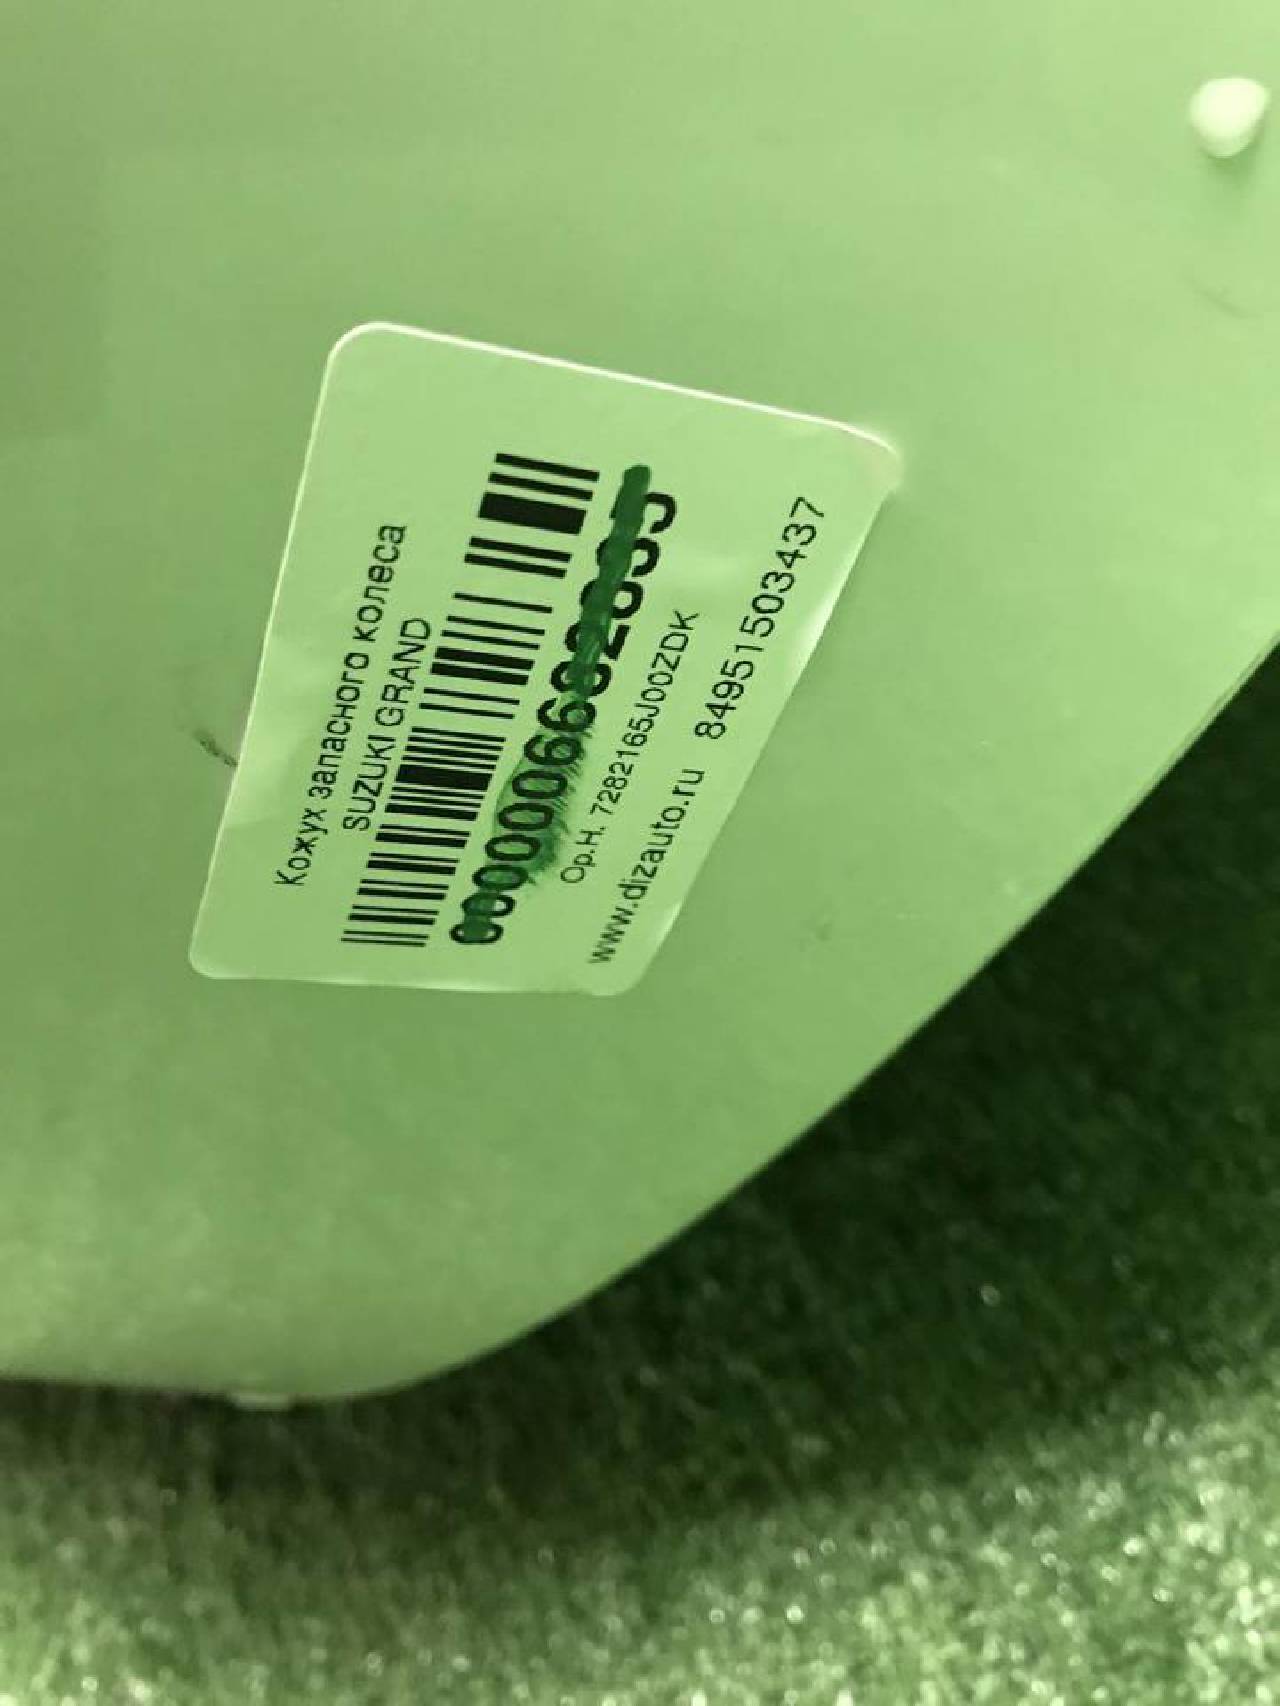 Кожух запасного колеса
SUZUKI GRAND
Ор.Н. 7282165J00ZDK
www.dizauto.ru 84951503437